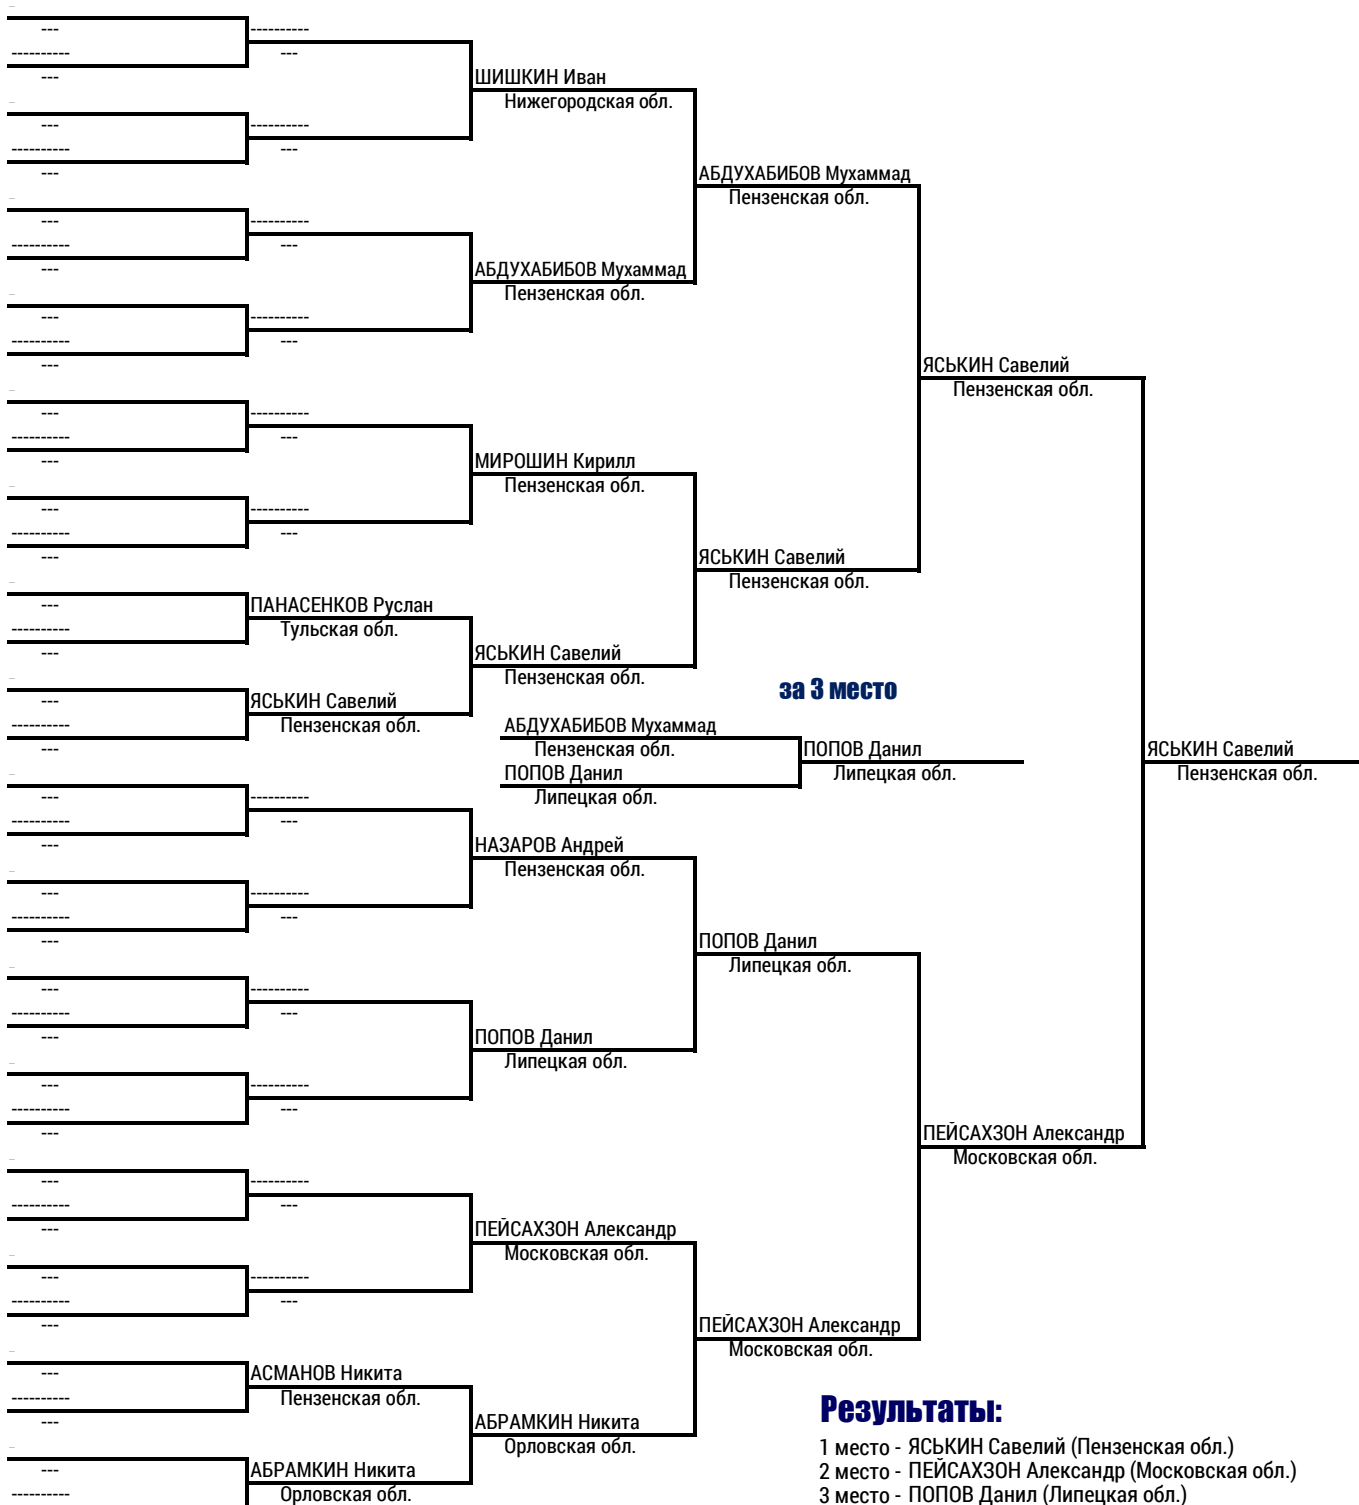 ---
----------
---
----------
---
ШИШКИН Иван
Нижегородская обл.
---
----------
---
----------
---
АБДУХАБИБОВ Мухаммад
Пензенская обл.
---
----------
---
----------
---
АБДУХАБИБОВ Мухаммад
Пензенская обл.
---
----------
---
----------
---
ЯСЬКИН Савелий
Пензенская обл.
---
----------
---
----------
---
МИРОШИН Кирилл
Пензенская обл.
---
----------
---
----------
---
ЯСЬКИН Савелий
Пензенская обл.
---
ПАНАСЕНКОВ Руслан
----------
Тульская обл.
---
ЯСЬКИН Савелий
Пензенская обл.
за 3 место
---
ЯСЬКИН Савелий
----------
Пензенская обл.
---
АБДУХАБИБОВ Мухаммад
Пензенская обл.
ПОПОВ Данил
Липецкая обл.
ПОПОВ Данил
Липецкая обл.
ЯСЬКИН Савелий
Пензенская обл.
---
----------
---
----------
---
НАЗАРОВ Андрей
Пензенская обл.
---
----------
---
----------
---
ПОПОВ Данил
Липецкая обл.
---
----------
---
----------
---
ПОПОВ Данил
Липецкая обл.
---
----------
---
----------
---
ПЕЙСАХЗОН Александр
Московская обл.
---
----------
---
----------
---
ПЕЙСАХЗОН Александр
Московская обл.
---
----------
---
----------
---
ПЕЙСАХЗОН Александр
Московская обл.
---
АСМАНОВ Никита
----------
Пензенская обл.
---
АБРАМКИН Никита
Орловская обл.
---
АБРАМКИН Никита
----------
Орловская обл.
Результаты:
1 место - ЯСЬКИН Савелий (Пензенская обл.)
2 место - ПЕЙСАХЗОН Александр (Московская обл.)
3 место - ПОПОВ Данил (Липецкая обл.)